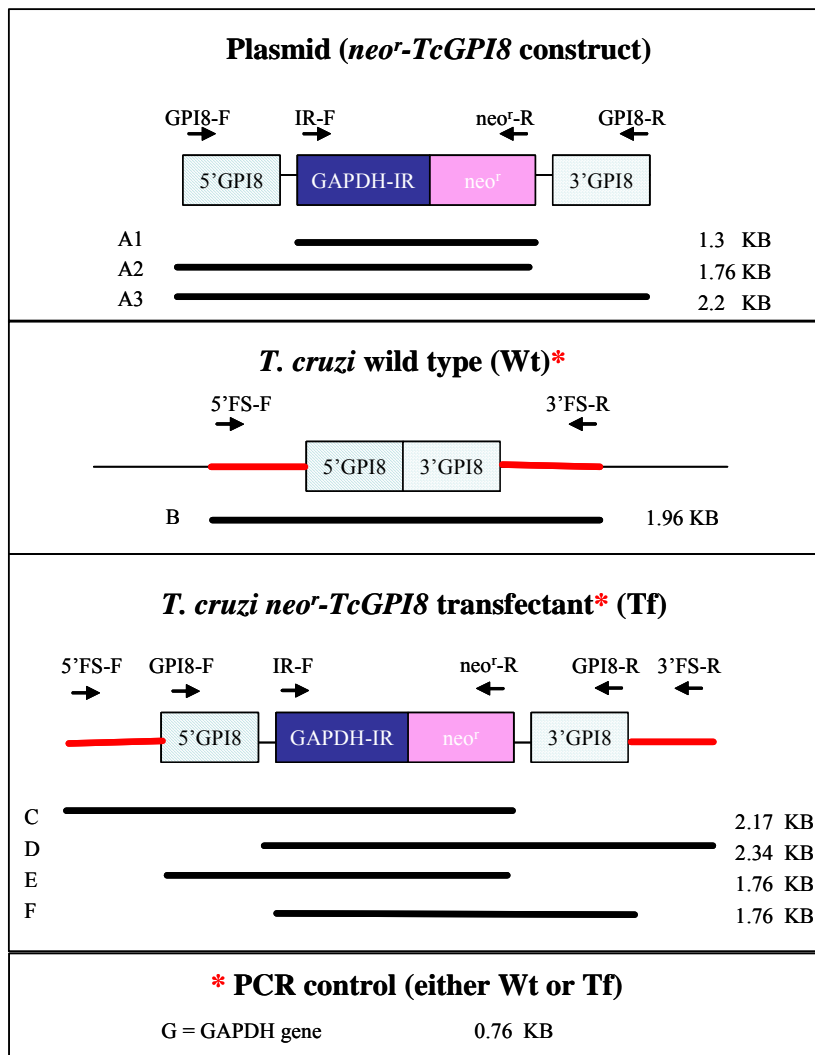 Plasmid (neoʳ-TcGPI8 construct)
GPI8-F IR-F neoʳ-R GPI8-R
5’GPI8 GAPDH-IR neoʳ 3’GPI8
A1 1.3 KB
A2 1.76 KB
A3 2.2 KB
T. cruzi wild type (Wt)*
5’FS-F 3’FS-R
5’GPI8 3’GPI8
B 1.96 KB
T. cruzi neoʳ-TcGPI8 transfectant* (Tf)
5’FS-F GPI8-F IR-F neoʳ-R GPI8-R 3’FS-R
5’GPI8 GAPDH-IR neoʳ 3’GPI8
C 2.17 KB
D 2.34 KB
E 1.76 KB
F 1.76 KB
* PCR control (either Wt or Tf)
G = GAPDH gene 0.76 KB